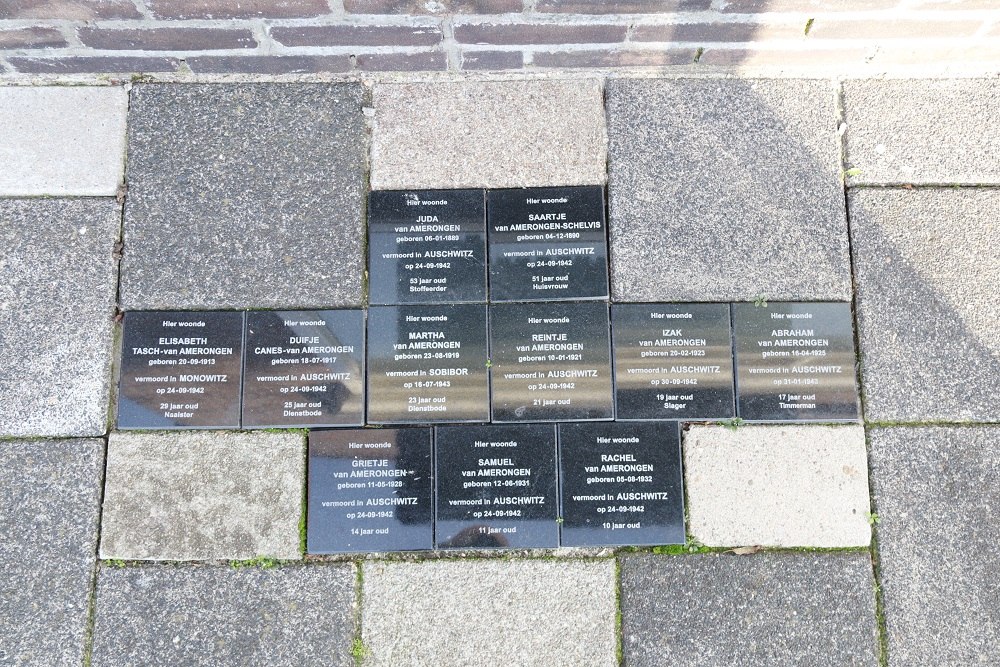 Hier woonde
JUDA
van AMERONGEN
geboren 06-01-1889
vermoord in AUSCHWITZ
op 24-09-1942
53 jaar oud
Stoffeerder
Hier woonde
SAARTJE
van AMERONGEN-SCHELVIS
geboren 04-12-1890
vermoord in AUSCHWITZ
op 24-09-1942
51 jaar oud
Huisvrouw
Hier woonde
ELISABETH
TASCH-van AMERONGEN
geboren 20-09-1913
vermoord in MONOWITZ
op 24-09-1942
29 jaar oud
Naaister
Hier woonde
DUIFJE
CANES-van AMERONGEN
geboren 18-07-1917
vermoord in AUSCHWITZ
op 24-09-1942
25 jaar oud
Dienstbode
Hier woonde
MARTHA
van AMERONGEN
geboren 23-08-1919
vermoord in SOBIBOR
op 16-07-1943
23 jaar oud
Dienstbode
Hier woonde
REINTJE
van AMERONGEN
geboren 10-01-1921
vermoord in AUSCHWITZ
op 24-09-1942
21 jaar oud
Hier woonde
IZAK
van AMERONGEN
geboren 20-02-1923
vermoord in AUSCHWITZ
op 30-09-1942
19 jaar oud
Slager
Hier woonde
ABRAHAM
van AMERONGEN
geboren 16-04-1925
vermoord in AUSCHWITZ
op 31-01-1943
17 jaar oud
Timmerman
Hier woonde
GRIETJE
van AMERONGEN
geboren 11-05-1928
vermoord in AUSCHWITZ
op 24-09-1942
14 jaar oud
Hier woonde
SAMUEL
van AMERONGEN
geboren 12-06-1931
vermoord in AUSCHWITZ
op 24-09-1942
11 jaar oud
Hier woonde
RACHEL
van AMERONGEN
geboren 05-08-1932
vermoord in AUSCHWITZ
op 24-09-1942
10 jaar oud